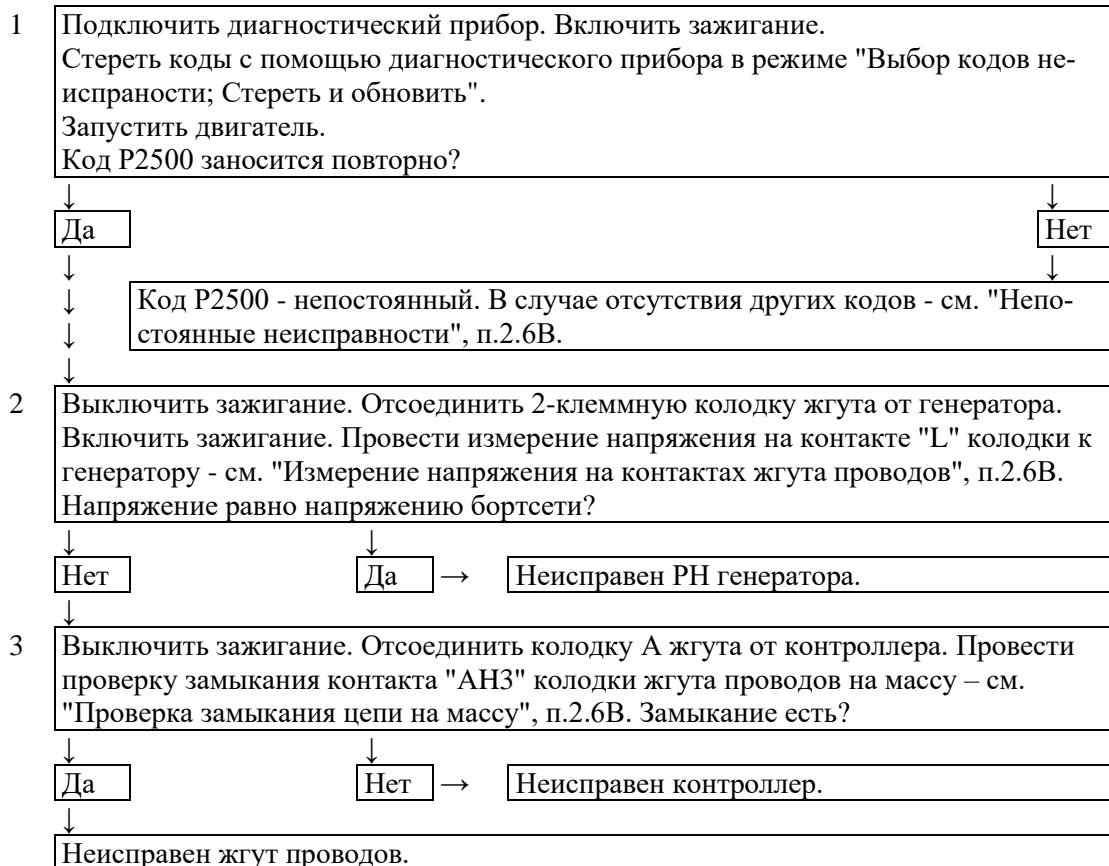 1 Подключить диагностический прибор. Включить зажигание.
Стереть коды с помощью диагностического прибора в режиме "Выбор кодов не-
испраности; Стереть и обновить".
Запустить двигатель.
Код Р2500 заносится повторно?
↓ ↓
Да Нет
↓ ↓
↓ Код Р2500 - непостоянный. В случае отсутствия других кодов - см. "Непо-
↓ стоянные неисправности", п.2.6В.
↓
2 Выключить зажигание. Отсоединить 2-клеммную колодку жгута от генератора.
Включить зажигание. Провести измерение напряжения на контакте "L" колодки к
генератору - см. "Измерение напряжения на контактах жгута проводов", п.2.6В.
Напряжение равно напряжению бортсети?
↓ ↓
Нет Да → Неисправен РН генератора.
↓
3 Выключить зажигание. Отсоединить колодку А жгута от контроллера. Провести
проверку замыкания контакта "АН3" колодки жгута проводов на массу – см.
"Проверка замыкания цепи на массу", п.2.6В. Замыкание есть?
↓ ↓
Да Нет → Неисправен контроллер.
↓
Неисправен жгут проводов.